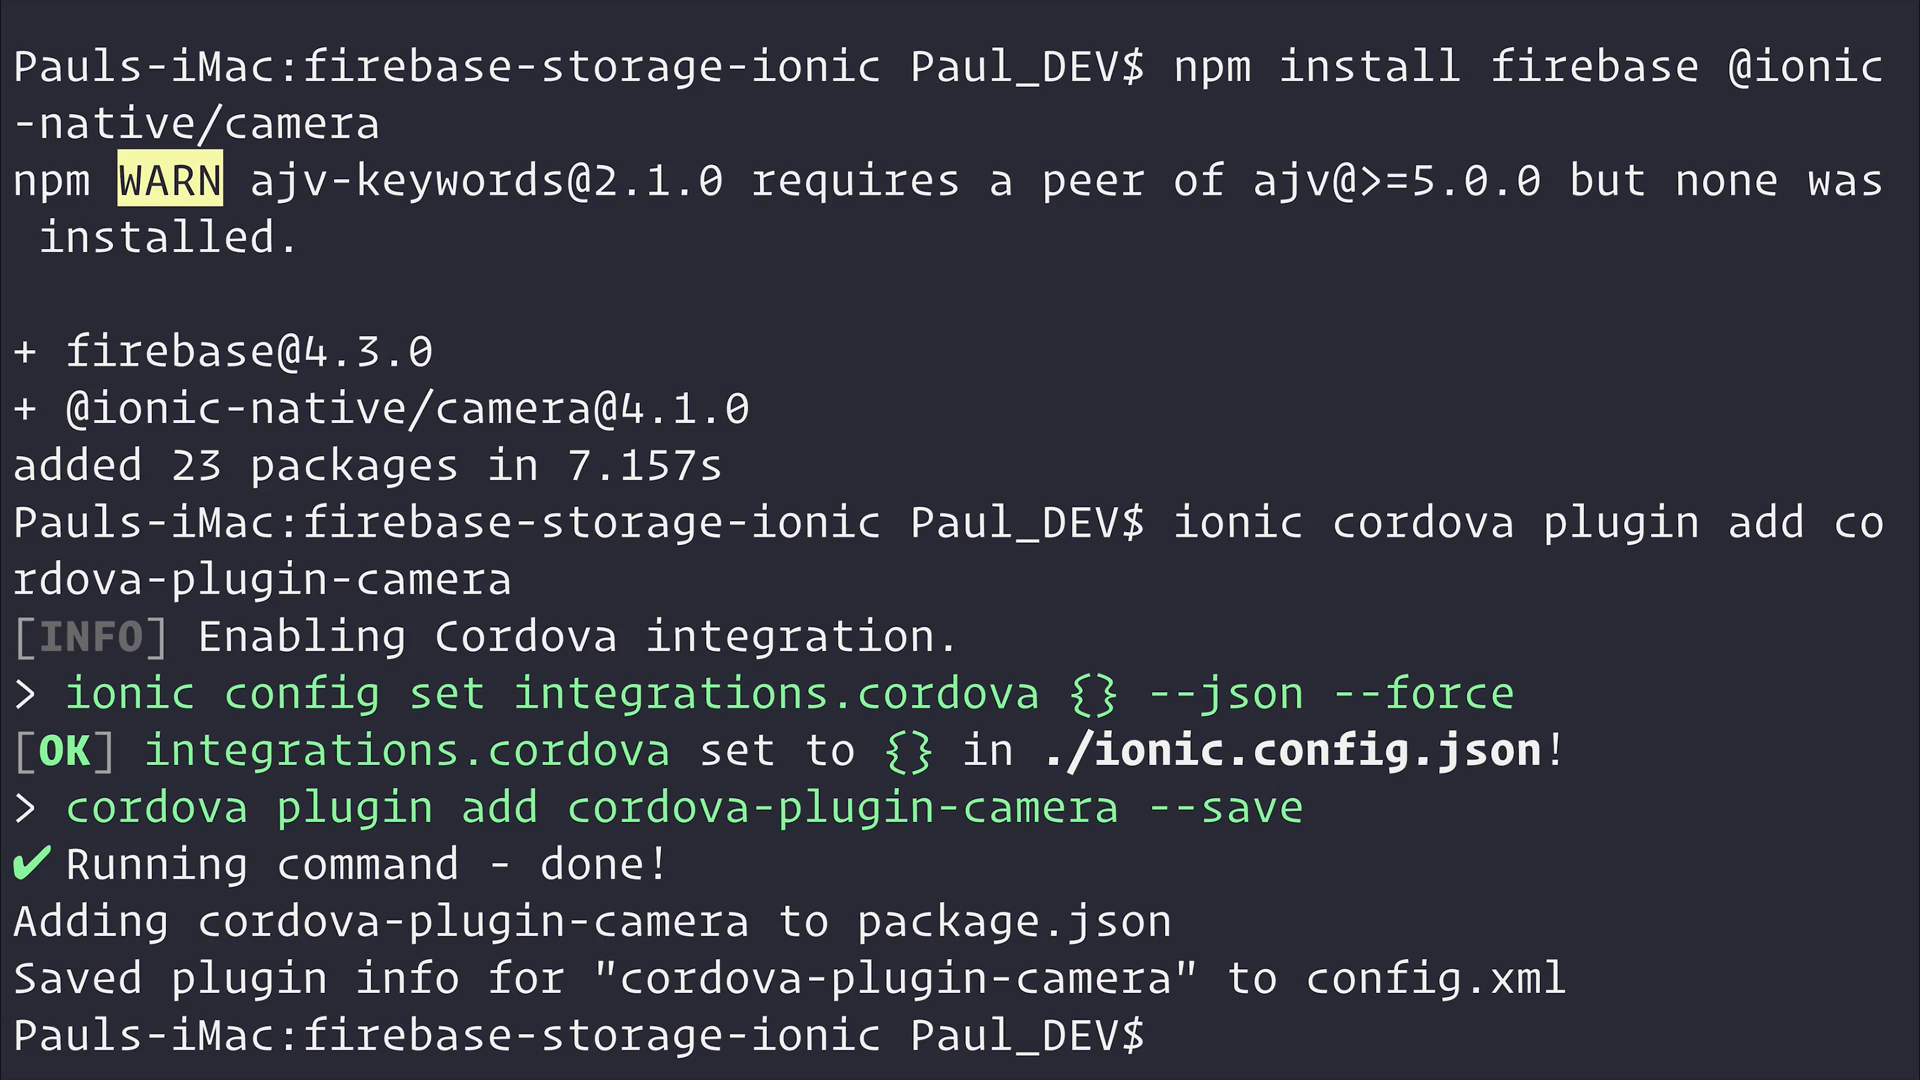 Pauls-iMac:firebase-storage-ionic Paul_DEV$ npm install firebase @ionic
-native/camera
npm WARN ajv-keywords@2.1.0 requires a peer of ajv@>=5.0.0 but none was
 installed.
+ firebase@4.3.0
+ @ionic-native/camera@4.1.0
added 23 packages in 7.157s
Pauls-iMac:firebase-storage-ionic Paul_DEV$ ionic cordova plugin add co
rdova-plugin-camera
[INFO] Enabling Cordova integration.
> ionic config set integrations.cordova {} --json --force
[OK] integrations.cordova set to {} in ./ionic.config.json!
> cordova plugin add cordova-plugin-camera --save
✔ Running command - done!
Adding cordova-plugin-camera to package.json
Saved plugin info for "cordova-plugin-camera" to config.xml
Pauls-iMac:firebase-storage-ionic Paul_DEV$